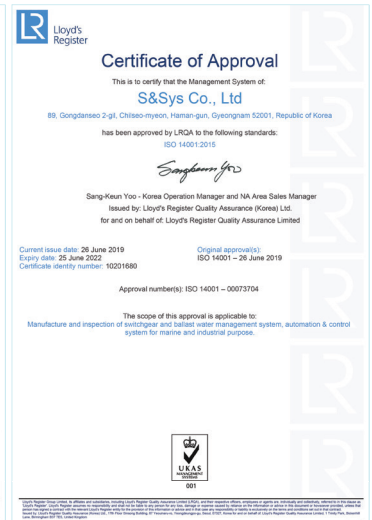 LR
Lloyd's
Register
Certificate of Approval
This is to certify that the Management System of:
S&Sys Co., Ltd
89, Gongdanseo 2-gil, Chilseo-myeon, Haman-gun, Gyeongnam 52001, Republic of Korea
has been approved by LRQA to the following standards:
ISO 14001:2015
Sang-Keun Yoo - Korea Operation Manager and NA Area Sales Manager
Issued by: Lloyd's Register Quality Assurance (Korea) Ltd.
for and on behalf of: Lloyd's Register Quality Assurance Limited
Current issue date: 26 June 2019
Expiry date: 25 June 2022
Certificate identity number: 10201680
Original approval(s):
ISO 14001 – 26 June 2019
Approval number(s): ISO 14001 – 00073704
The scope of this approval is applicable to:
Manufacture and inspection of switchgear and ballast water management system, automation & control
system for marine and industrial purpose.
UKAS
MANAGEMENT
SYSTEMS
001